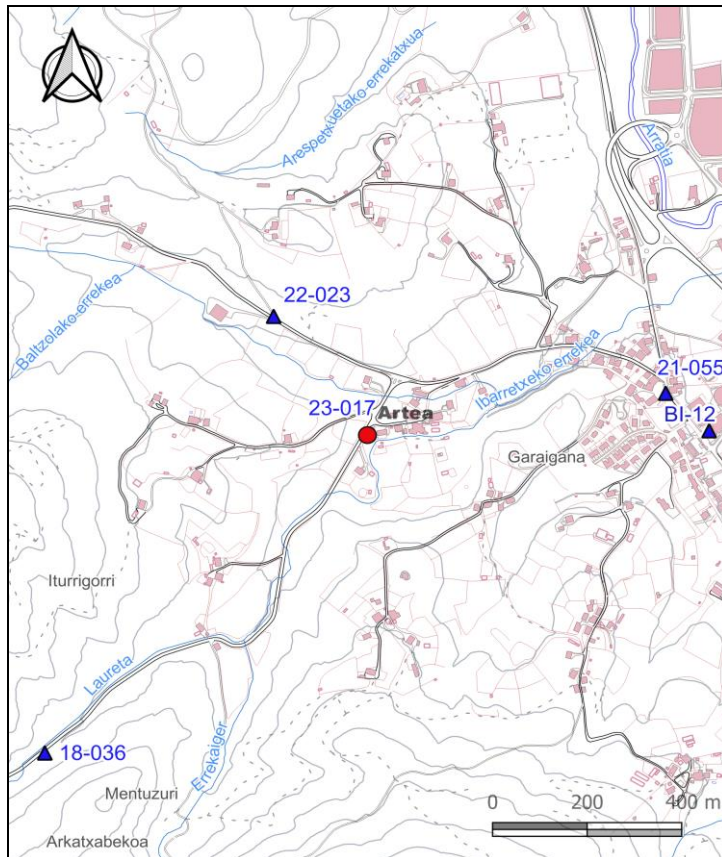 Arespetxuetako errekatxua
Arratia
Baltzolako errekea
22-023
Ibarretxeko errekea
21-055
23-017
Artea
BI-12
Garaigana
Iturrigorri
Laureta
Errekaiger
18-036
Mentuzuri
Arkatxabekoa
0 200 400 m